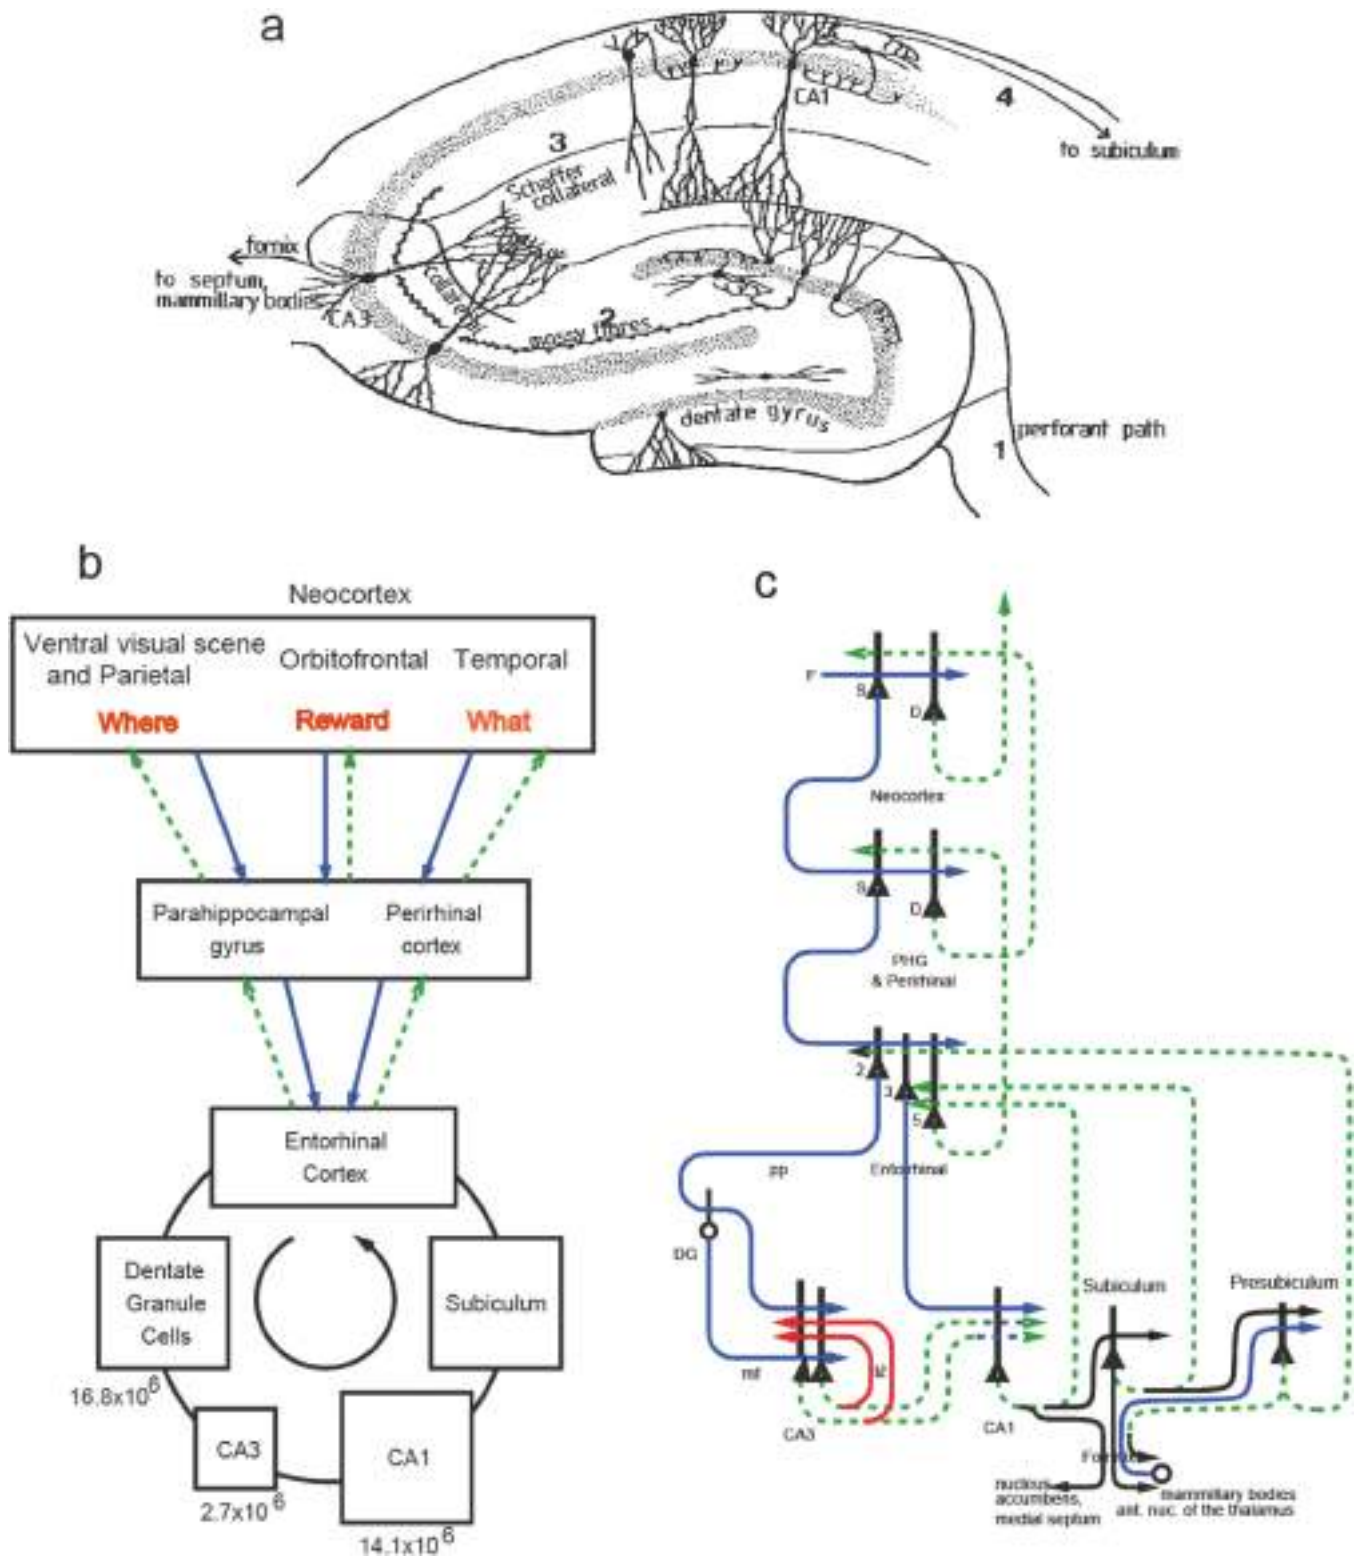 a
CA1
4
to subiculum
3
Schaffer
collateral
fornix
to septum,
mammillary bodies
CA3
collateral
2
mossy fibres
dentate gyrus
perforant path
1
b
Neocortex
Ventral visual scene
and Parietal
Orbitofrontal
Temporal
Where
Reward
What
Parahippocampal
gyrus
Perirhinal
cortex
Entorhinal
Cortex
Dentate
Granule
Cells
Subiculum
16.8x10^6
CA3
CA1
2.7x10^6
14.1x10^6
c
S
D
Neocortex
S
D
PHG
& Perirhinal
2
3
5
pp
Entorhinal
DG
Subiculum
Presubiculum
mf
rc
CA3
CA1
Fornix
nucleus
accumbens,
medial septum
mammillary bodies
ant. nuc. of the thalamus